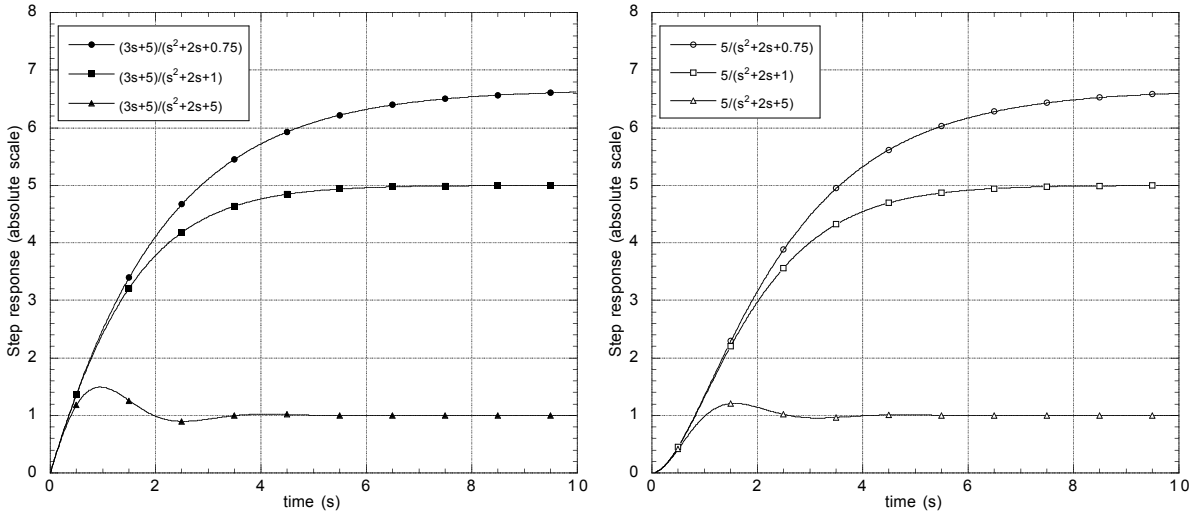 8
7
6
5
4
3
2
1
0
Step response (absolute scale)
(3s+5)/(s²+2s+0.75)
(3s+5)/(s²+2s+1)
(3s+5)/(s²+2s+5)
0 2 4 6 8 10
time (s)
8
7
6
5
4
3
2
1
0
Step response (absolute scale)
5/(s²+2s+0.75)
5/(s²+2s+1)
5/(s²+2s+5)
0 2 4 6 8 10
time (s)